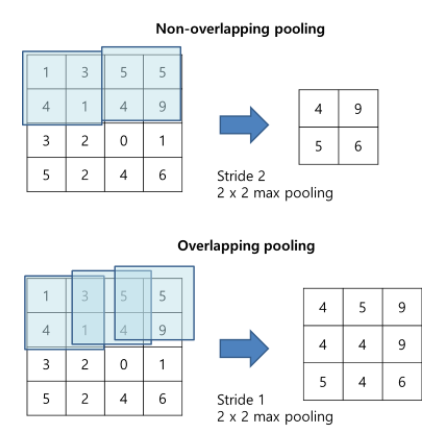 Non-overlapping pooling
1 3 5 5
4 1 4 9
3 2 0 1
5 2 4 6
Stride 2
2 x 2 max pooling
4 9
5 6
Overlapping pooling
1 3 5 5
4 1 4 9
3 2 0 1
5 2 4 6
Stride 1
2 x 2 max pooling
4 5 9
4 4 9
5 4 6